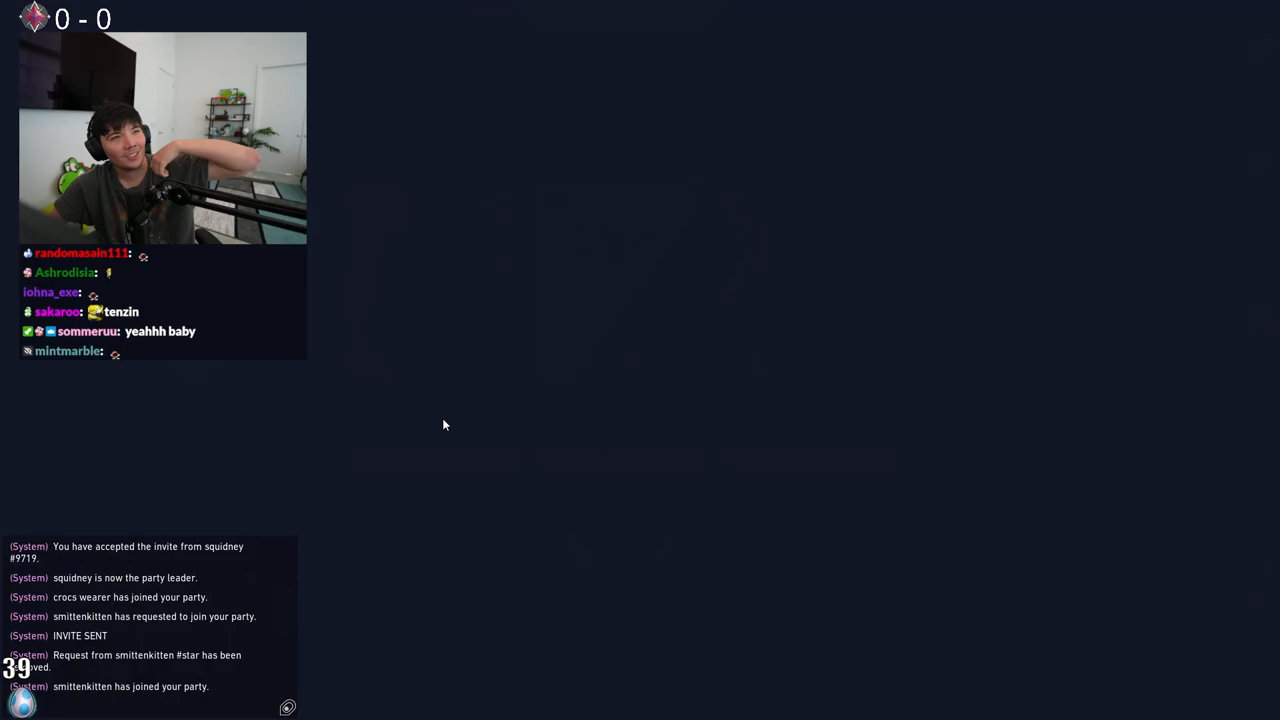 0 - 0
randomasain111:
Ashrodisia:
iohna_exe:
sakaroo: tenzin
sommeruu: yeahhh baby
mintmarble:
(System) You have accepted the invite from squidney
#9719.
(System) squidney is now the party leader.
(System) crocs wearer has joined your party.
(System) smittenkitten has requested to join your party.
(System) INVITE SENT
(System) Request from smittenkitten #star has been
39
(System) smittenkitten has joined your party.